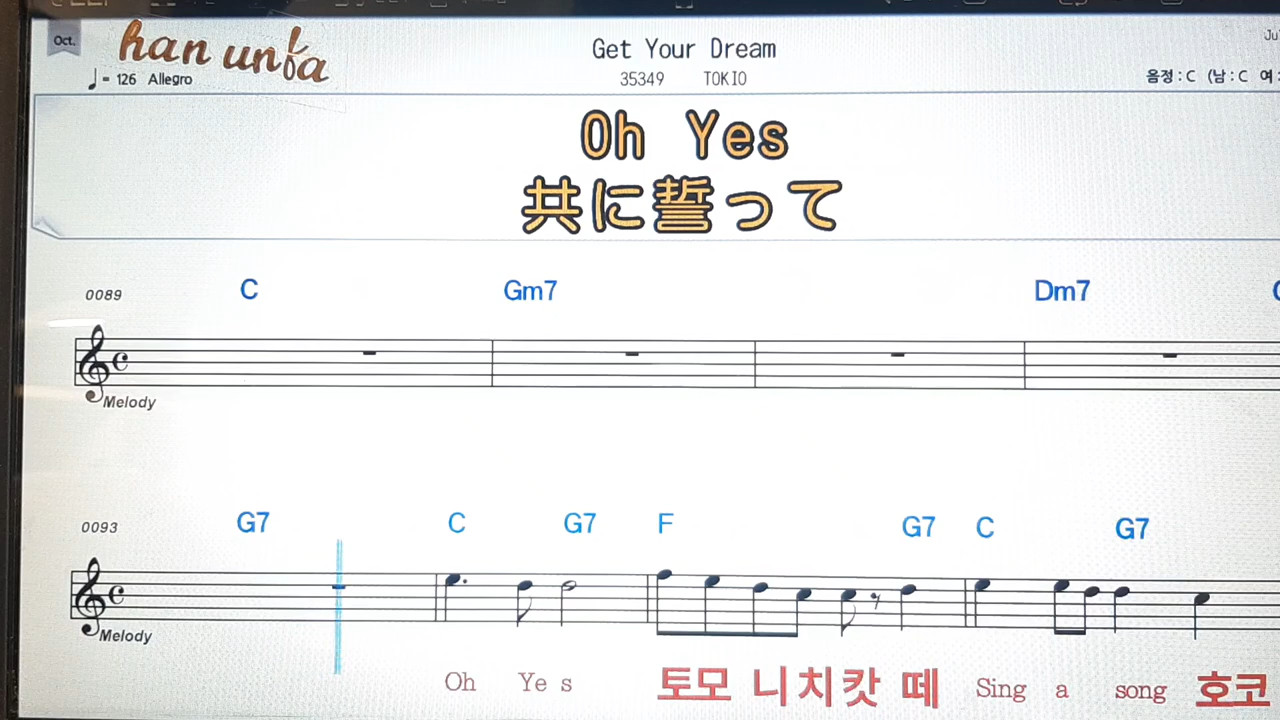 Oct.
han unfa
Get Your Dream
♩= 126 Allegro
35349 TOKIO
음정:C (남:C 여:
Oh Yes
共に誓って
0089
C Gm7 Dm7
Melody
0093
G7 C G7 F G7 C G7
Melody
Oh Ye s 토모 니치캇 떼 Sing a song 호코